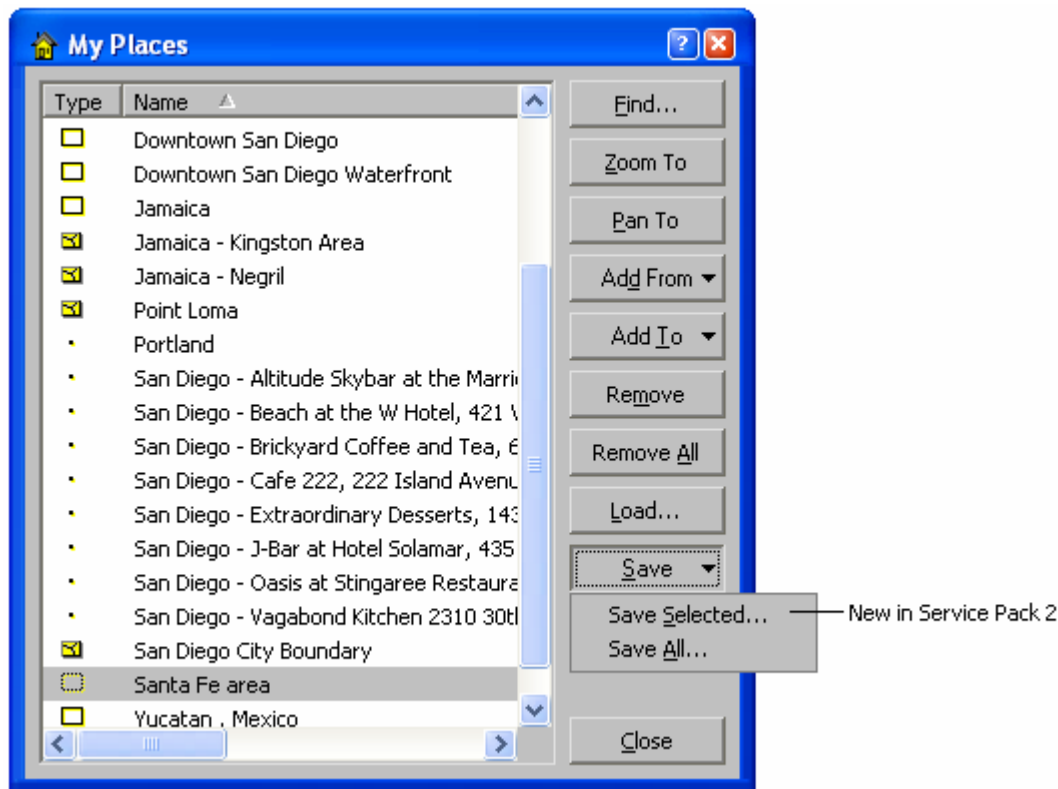 My Places
Type Name
Downtown San Diego
Downtown San Diego Waterfront
Jamaica
Jamaica - Kingston Area
Jamaica - Negril
Point Loma
Portland
San Diego - Altitude Skybar at the Marri
San Diego - Beach at the W Hotel, 421
San Diego - Brickyard Coffee and Tea, 6
San Diego - Cafe 222, 222 Island Avenu
San Diego - Extraordinary Desserts, 143
San Diego - J-Bar at Hotel Solamar, 435
San Diego - Oasis at Stingaree Restaura
San Diego - Vagabond Kitchen 2310 30th
San Diego City Boundary
Santa Fe area
Yucatan , Mexico
Find...
Zoom To
Pan To
Add From
Add To
Remove
Remove All
Load...
Save
Save Selected...
Save All...
Close
New in Service Pack 2